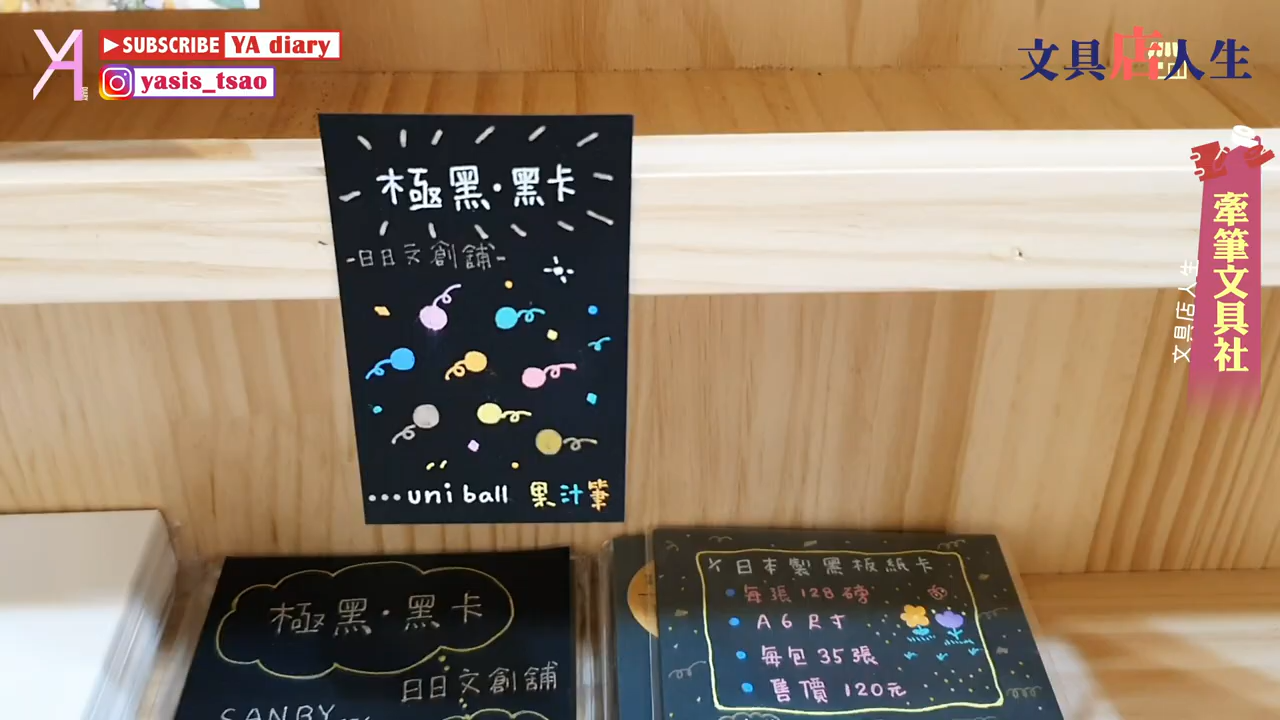 YA
SUBSCRIBE YA diary
yasis_tsao
文具店人生
牽筆文具社
文具店人生
極黑·黑卡
-日日文創舖-
...uni ball 果汁筆
極黑·黑卡
日日文創舖
SANBY
日本製黑板紙卡
每張128磅
A6尺寸
每包35張
售價120元